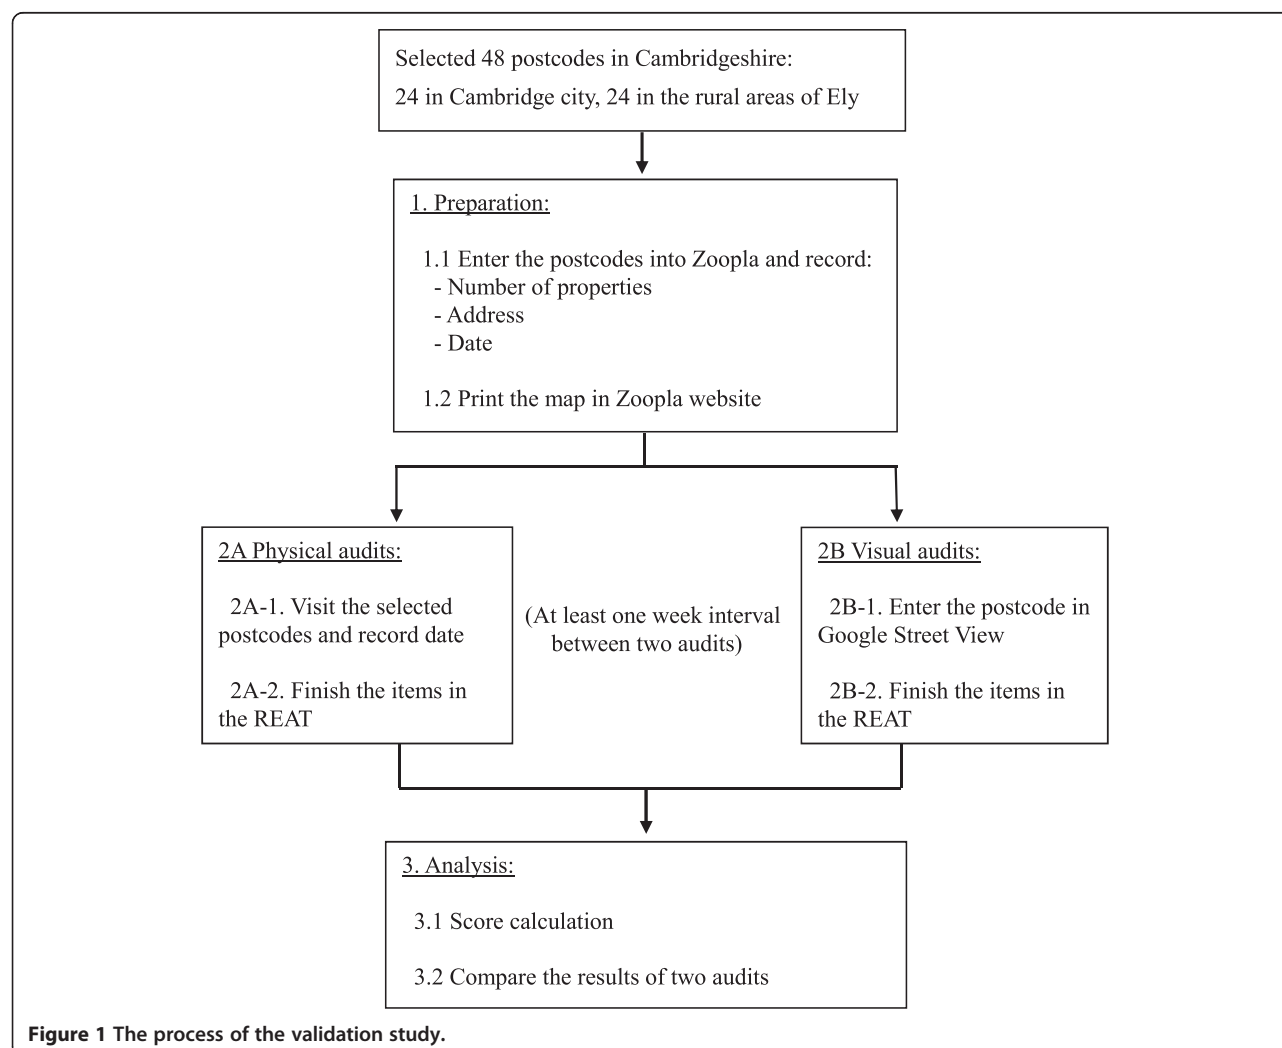 Selected 48 postcodes in Cambridgeshire:
24 in Cambridge city, 24 in the rural areas of Ely
1. Preparation:
1.1 Enter the postcodes into Zoopla and record:
- Number of properties
- Address
- Date
1.2 Print the map in Zoopla website
2A Physical audits:
2A-1. Visit the selected
postcodes and record date
2A-2. Finish the items in
the REAT
(At least one week interval
between two audits)
2B Visual audits:
2B-1. Enter the postcode in
Google Street View
2B-2. Finish the items in
the REAT
3. Analysis:
3.1 Score calculation
3.2 Compare the results of two audits
Figure 1 The process of the validation study.